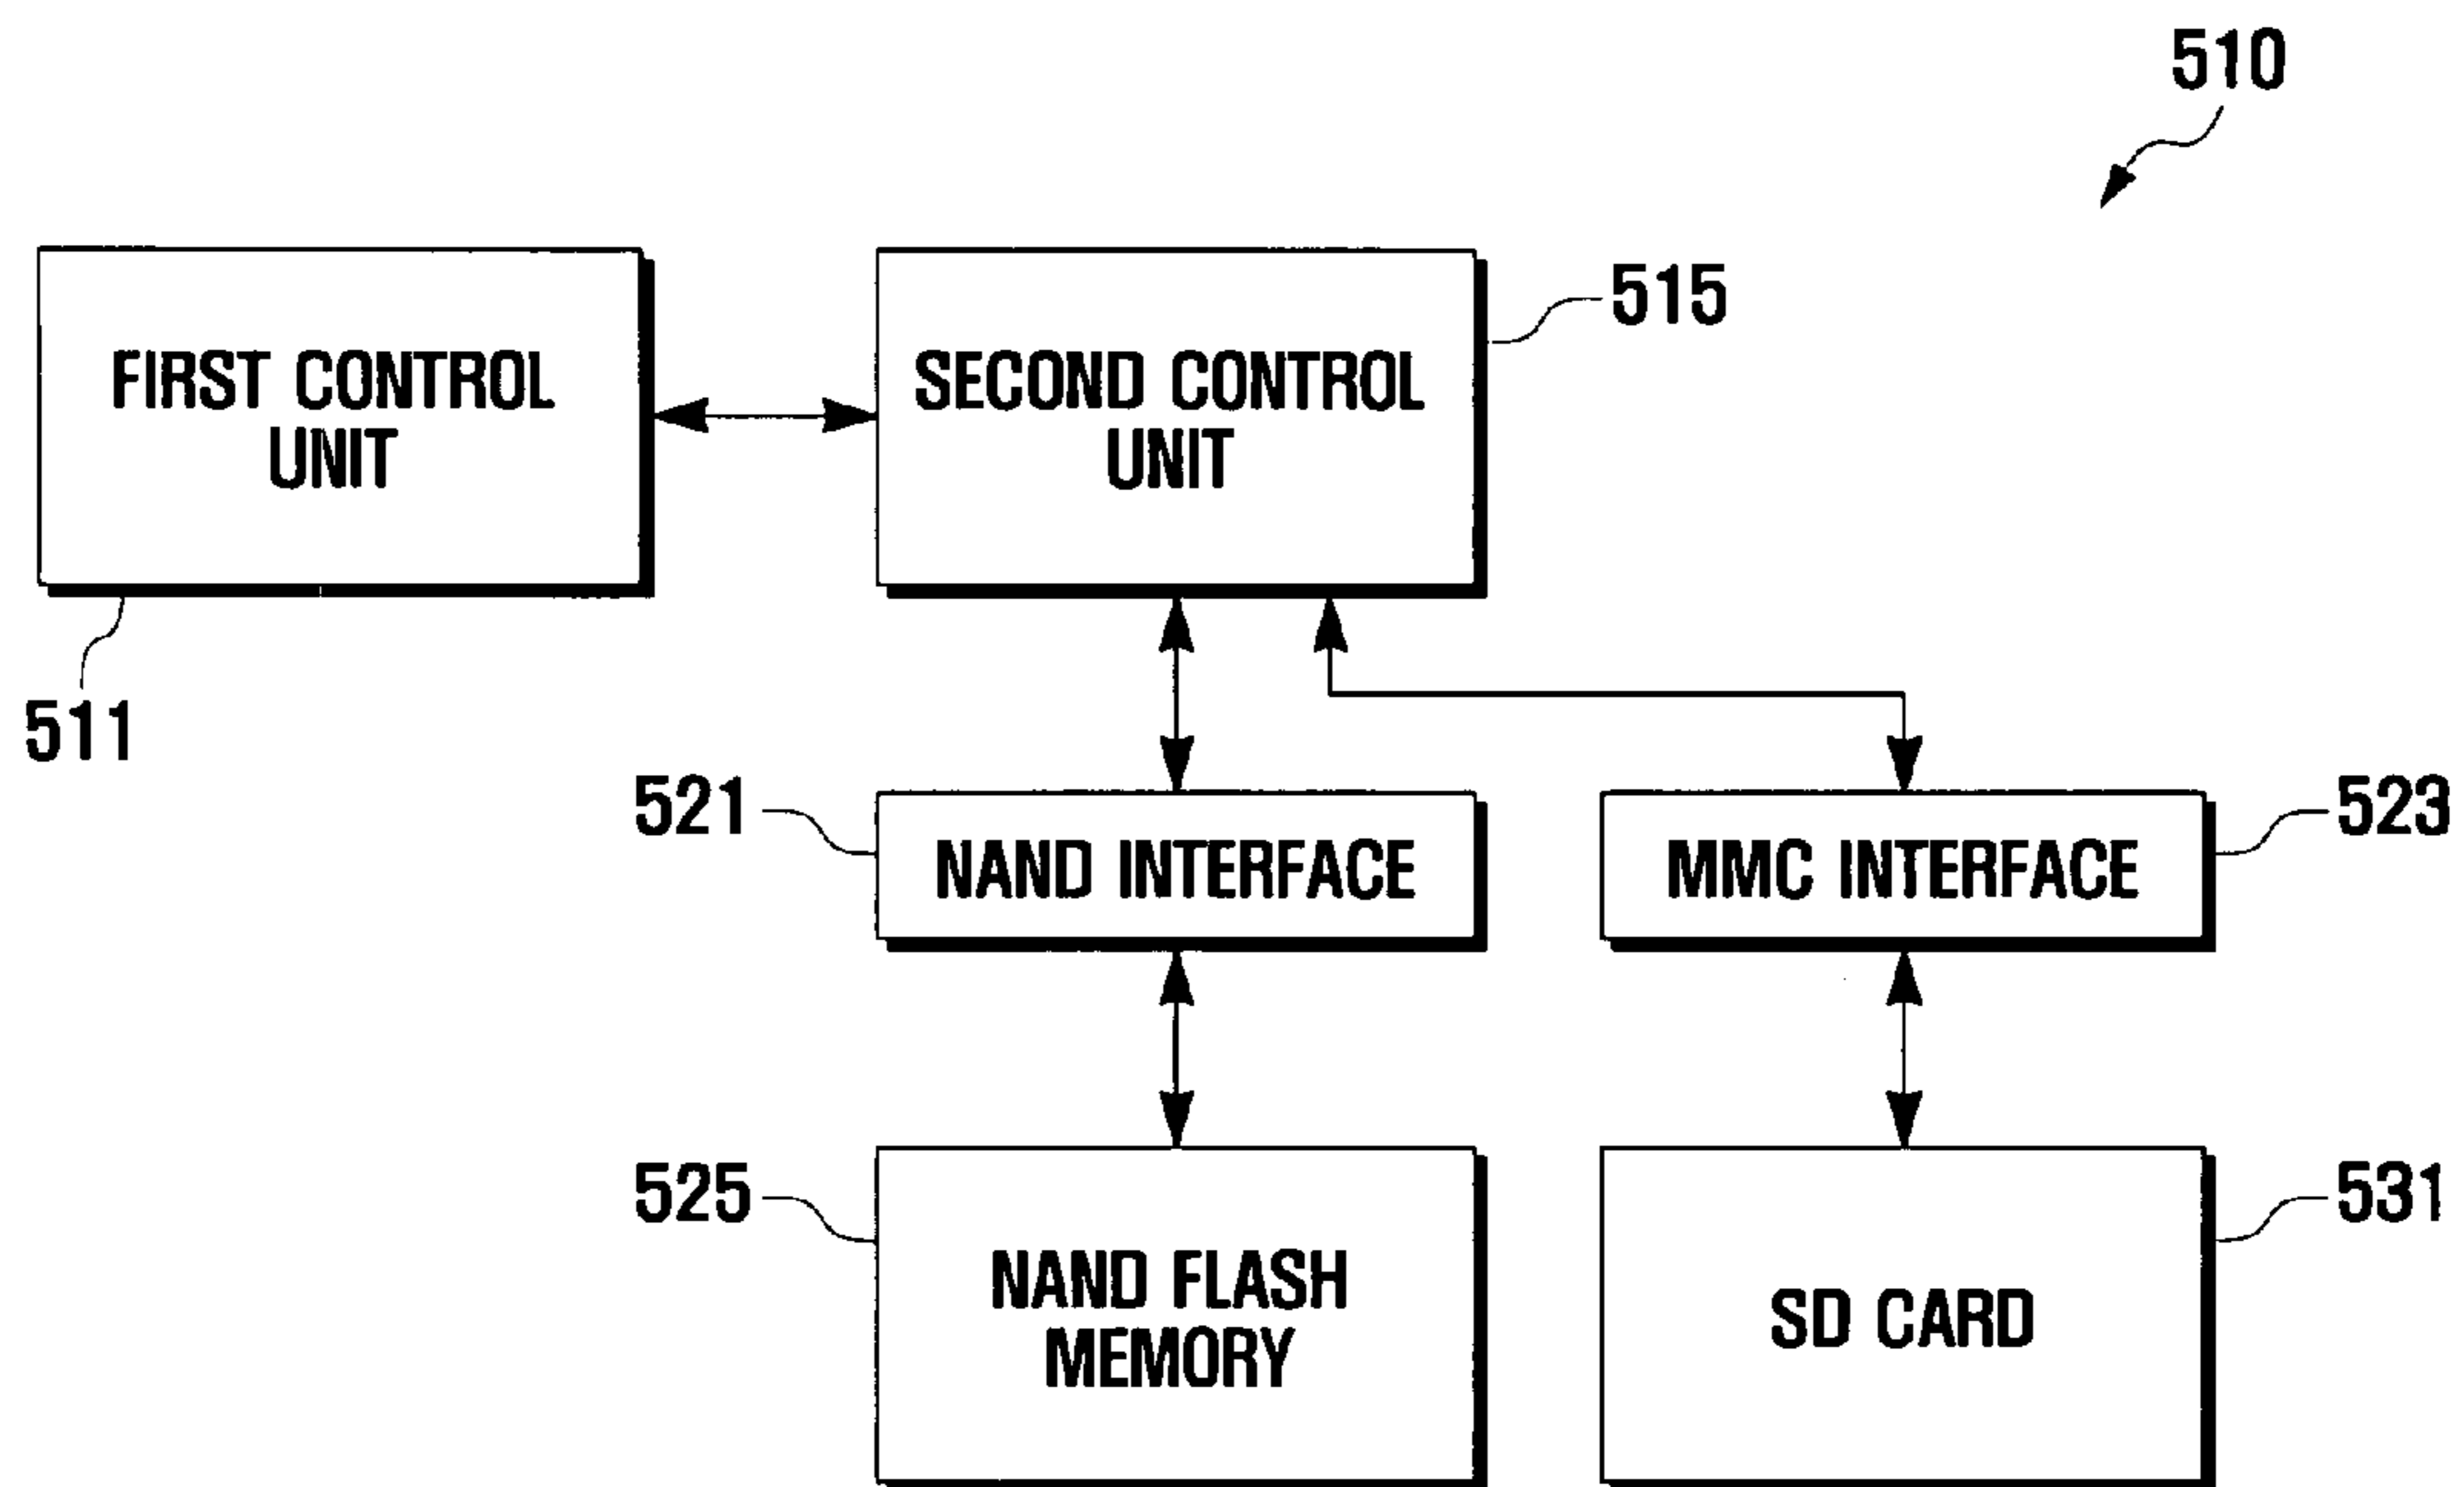 510
FIRST CONTROL
UNIT
511
SECOND CONTROL
UNIT
515
521
NAND INTERFACE
MMC INTERFACE
523
525
NAND FLASH
MEMORY
SD CARD
531